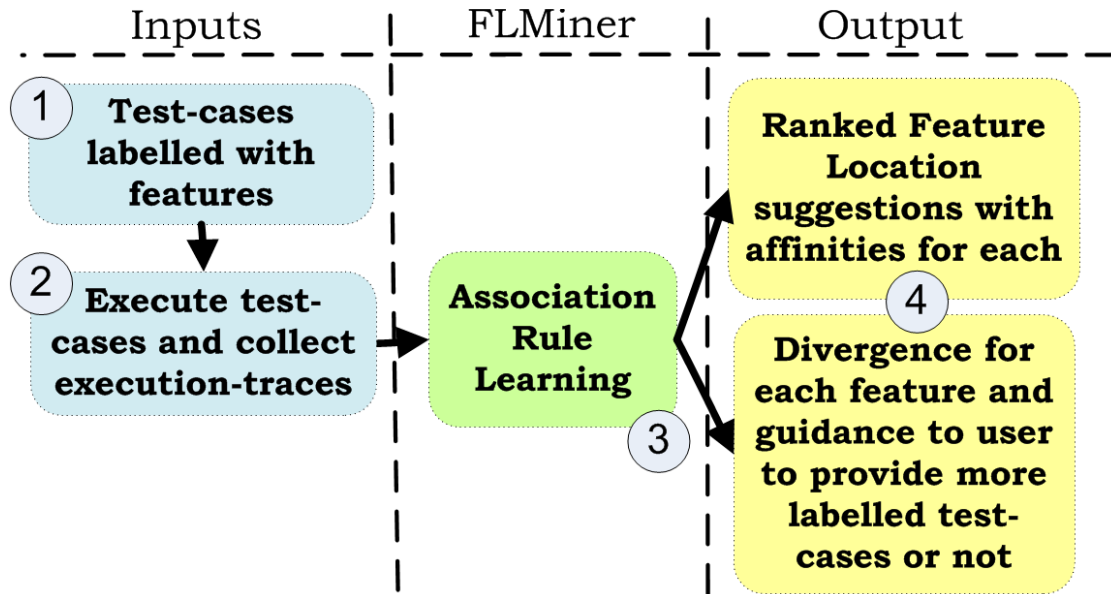 Inputs
FLMiner
Output
1
Test-cases
labelled with
features
2
Execute test-
cases and collect
execution-traces
Association
Rule
Learning
3
Ranked Feature
Location
suggestions with
affinities for each
4
Divergence for
each feature and
guidance to user
to provide more
labelled test-
cases or not